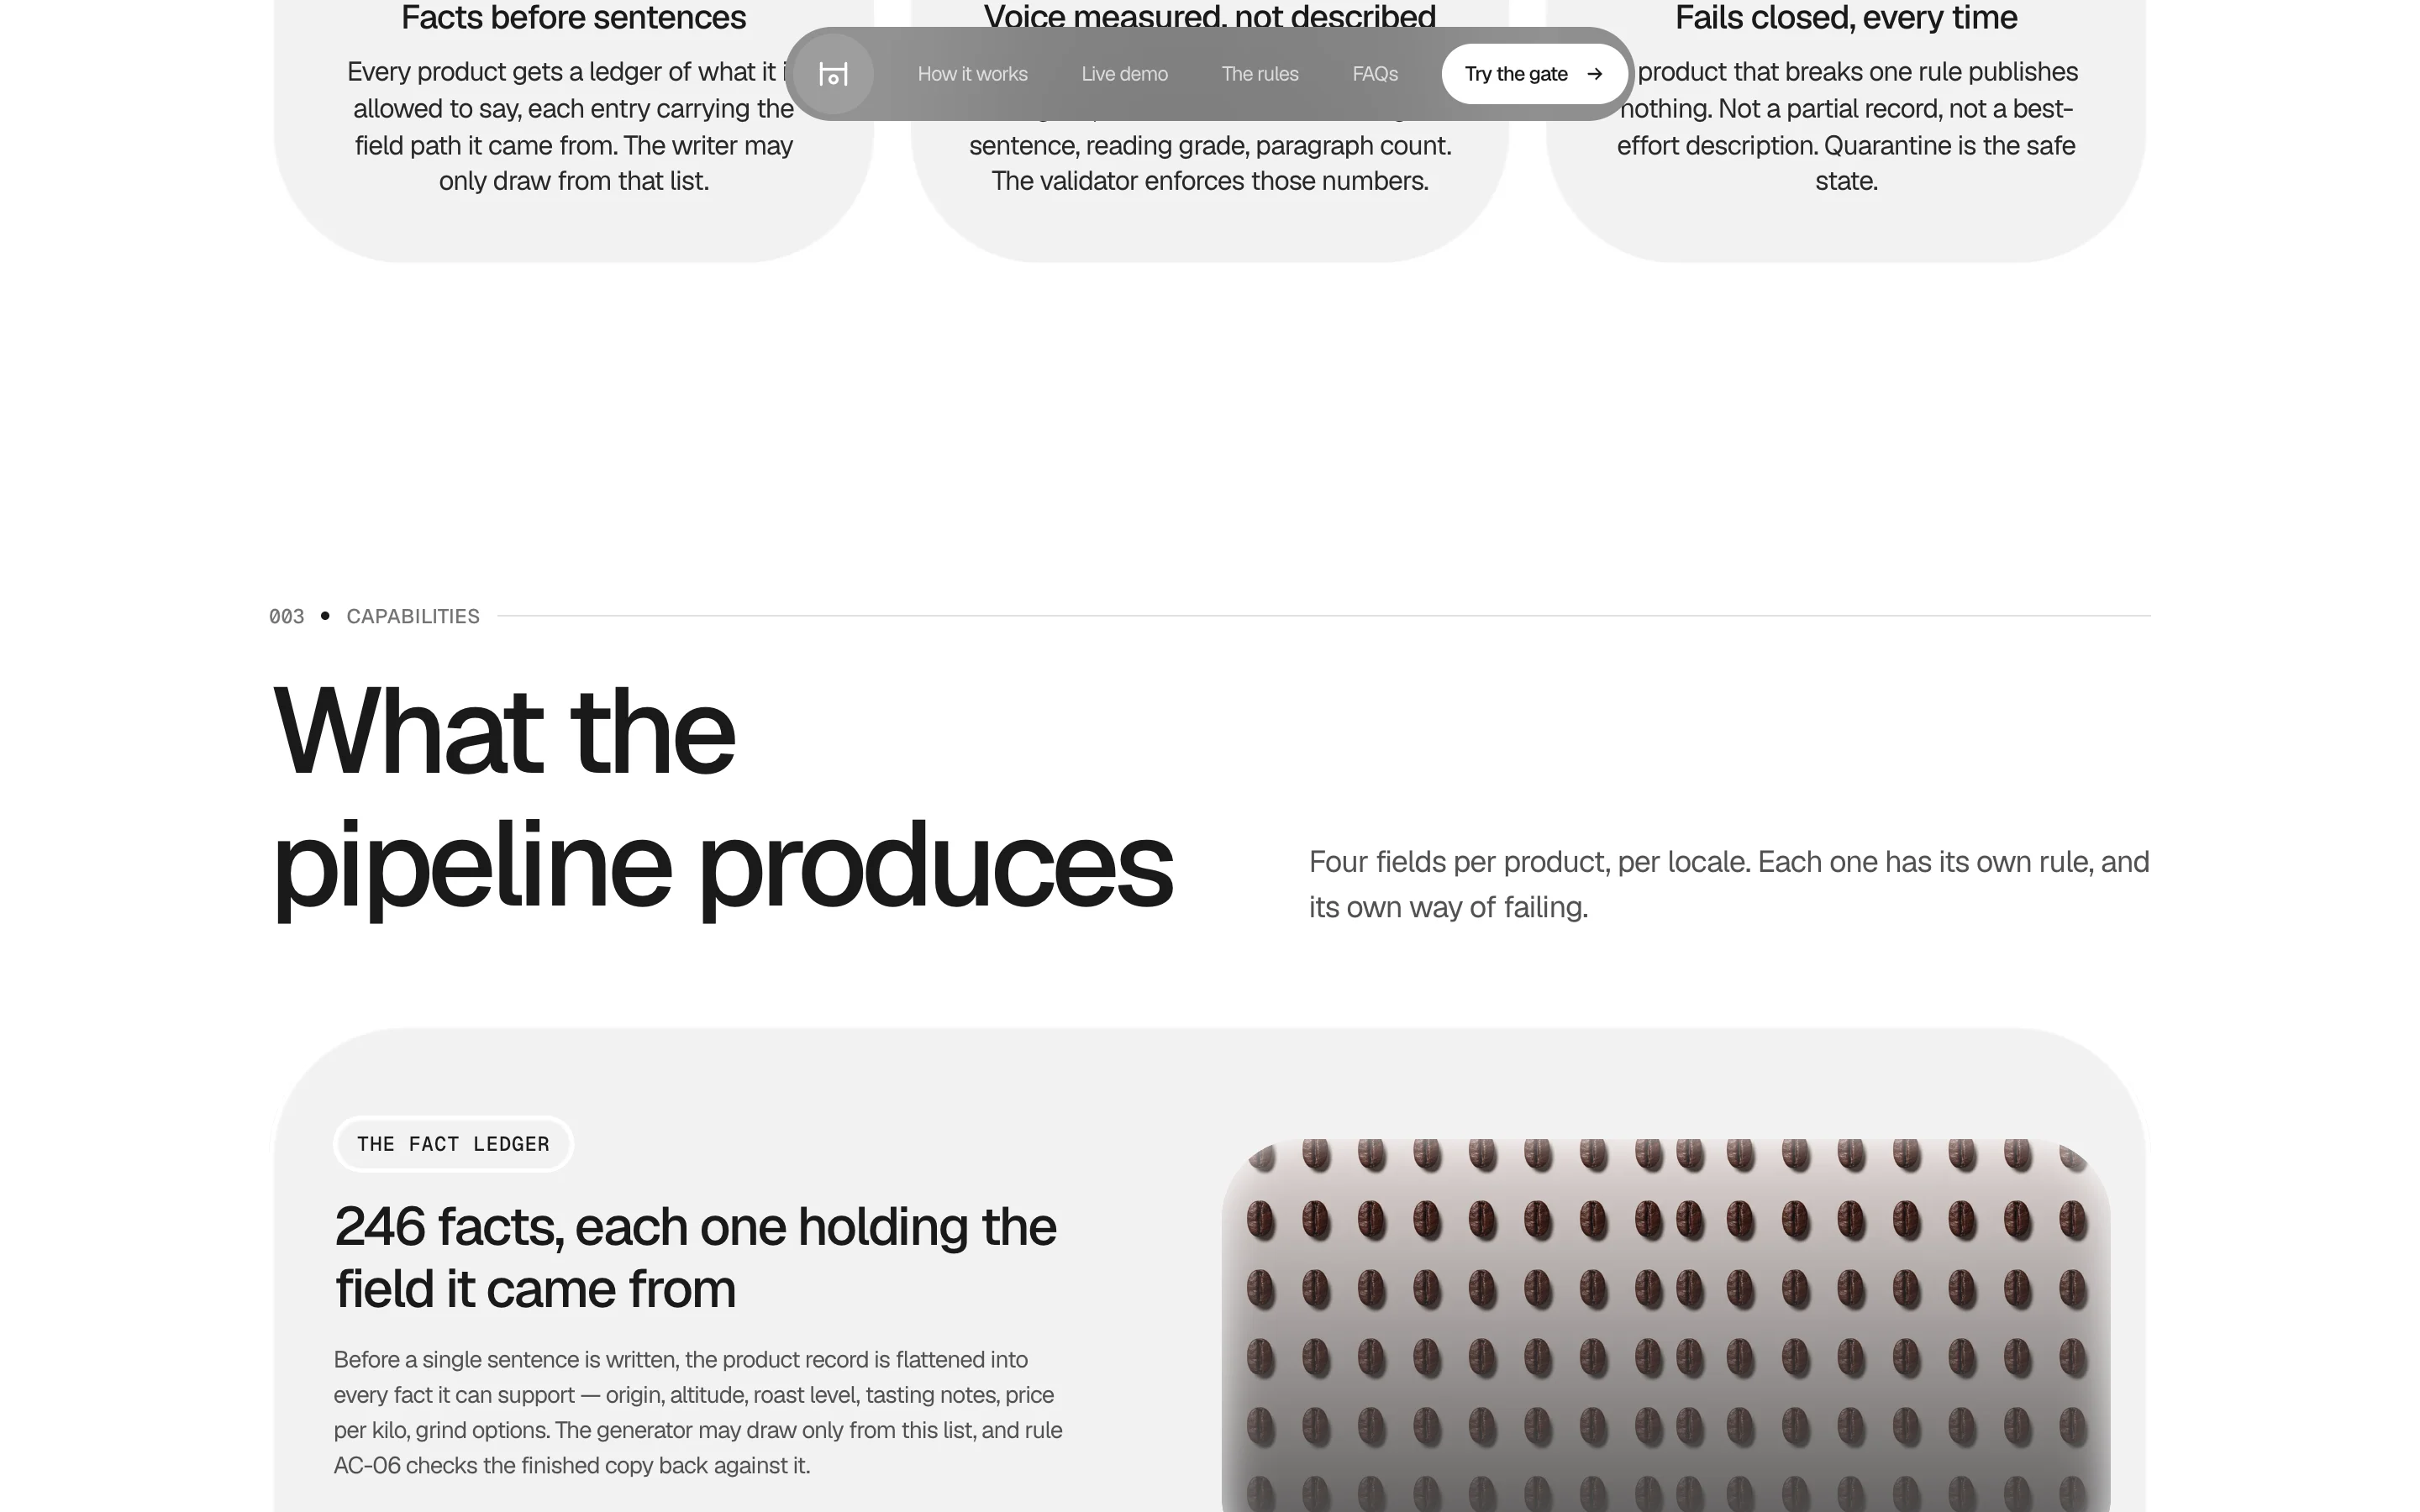 Facts before sentences
Every product gets a ledger of what it
allowed to say, each entry carrying the
field path it came from. The writer may
only draw from that list.
Voice measured, not described
sentence, reading grade, paragraph count.
The validator enforces those numbers.
Fails closed, every time
product that breaks one rule publishes
nothing. Not a partial record, not a best-
effort description. Quarantine is the safe
state.
How it works
Live demo
The rules
FAQs
Try the gate →
003 • CAPABILITIES
What the
pipeline produces
Four fields per product, per locale. Each one has its own rule, and
its own way of failing.
THE FACT LEDGER
246 facts, each one holding the
field it came from
Before a single sentence is written, the product record is flattened into
every fact it can support — origin, altitude, roast level, tasting notes, price
per kilo, grind options. The generator may draw only from this list, and rule
AC-06 checks the finished copy back against it.